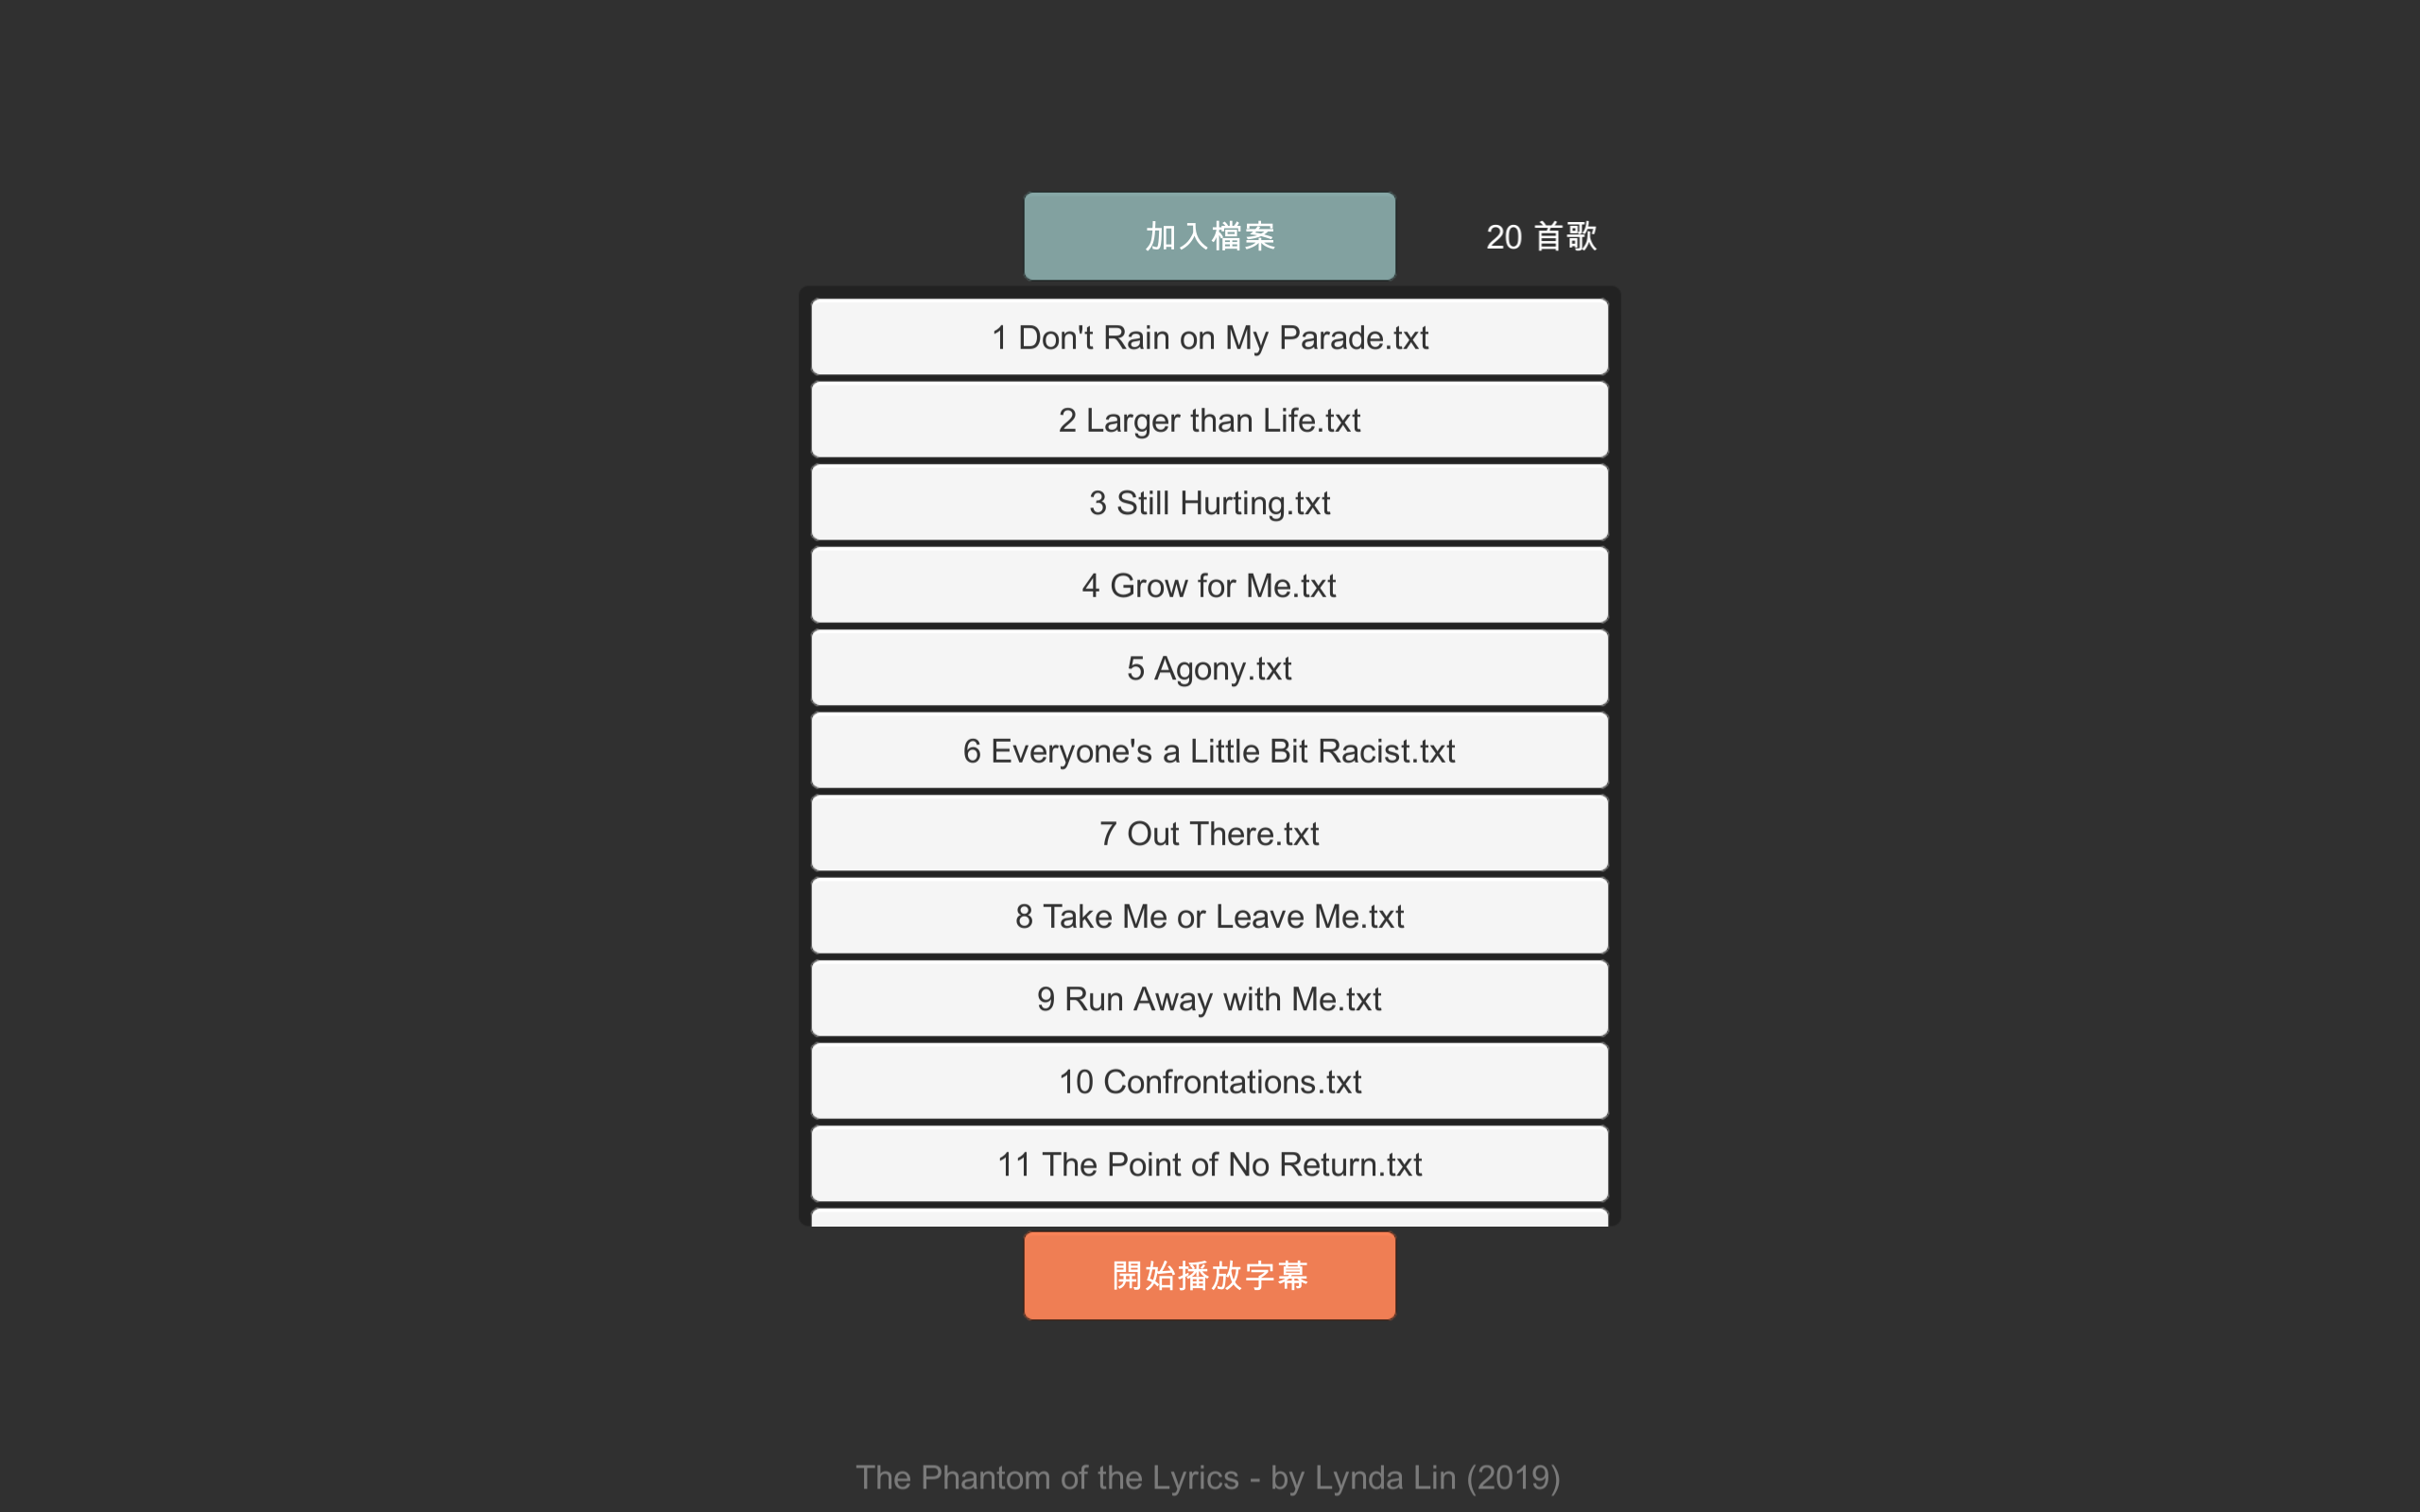 加入檔案
20 首歌
1 Don't Rain on My Parade.txt
2 Larger than Life.txt
3 Still Hurting.txt
4 Grow for Me.txt
5 Agony.txt
6 Everyone's a Little Bit Racist.txt
7 Out There.txt
8 Take Me or Leave Me.txt
9 Run Away with Me.txt
10 Confrontations.txt
11 The Point of No Return.txt
開始播放字幕
The Phantom of the Lyrics - by Lynda Lin (2019)